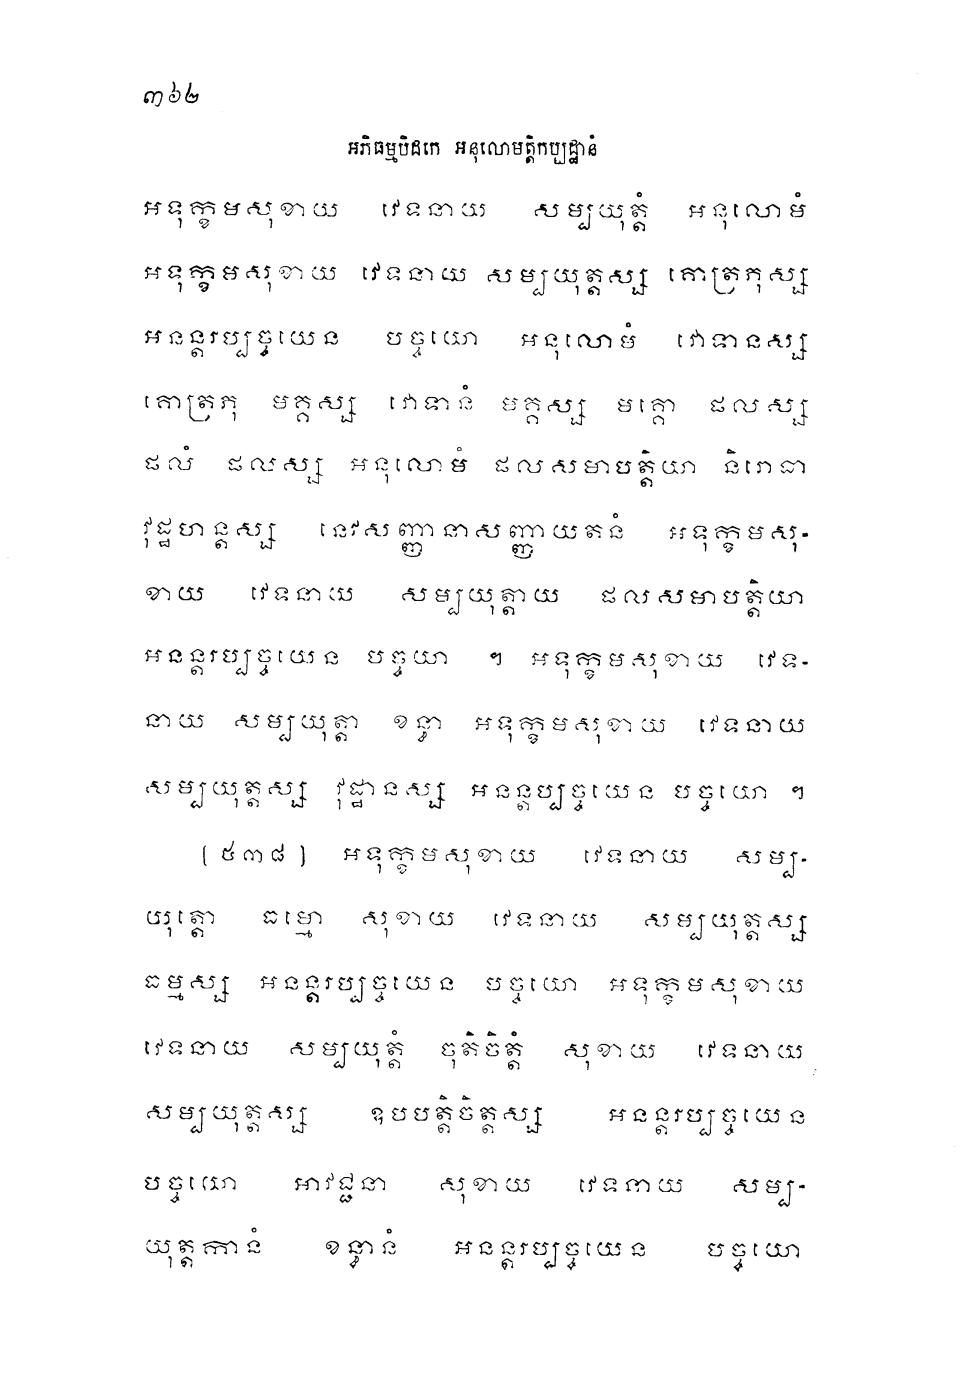 ៣៦២
អភិធម្មបិដកេ អនុលោមត្តិកប្បដ្ឋានំ
អទុក្ខមសុខាយ វេទនាយ សម្បយុត្តំ អនុលោមំ
អទុក្ខមសុខាយ វេទនាយ សម្បយុត្តស្ស គោត្រភុស្ស
អនន្តរប្បច្ចយេន បច្ចយោ អនុលោមំ វោទានស្ស
គោត្រភុ មគ្គស្ស វោទានំ មគ្គស្ស មគ្គោ ផលស្ស
ផលំ ផលស្ស អនុលោមំ ផលសមាបត្តិយា និរោធា
វុដ្ឋហន្តស្ស នេវសញ្ញានាសញ្ញាយតនំ អទុក្ខមសុ-
ខាយ វេទនាយ សម្បយុត្តាយ ផលសមាបត្តិយា
អនន្តរប្បច្ចយេន បច្ចយោ ។ អទុក្ខមសុខាយ វេទ-
នាយ សម្បយុត្តា ខន្ធា អទុក្ខមសុខាយ វេទនាយ
សម្បយុត្តស្ស វុដ្ឋានស្ស អនន្តប្បច្ចយេន បច្ចយោ ។
(៥៣៨) អទុក្ខមសុខាយ វេទនាយ សម្ប-
យុត្តោ ធម្មោ សុខាយ វេទនាយ សម្បយុត្តស្ស
ធម្មស្ស អនន្តរប្បច្ចយេន បច្ចយោ អទុក្ខមសុខាយ
វេទនាយ សម្បយុត្តំ ចុតិចិត្តំ សុខាយ វេទនាយ
សម្បយុត្តស្ស ឧបបត្តិចិត្តស្ស អនន្តរប្បច្ចយេន
បច្ចយោ អាវជ្ជនា សុខាយ វេទនាយ សម្ប-
យុត្តកានំ ខន្ធានំ អនន្តរប្បច្ចយេន បច្ចយោ